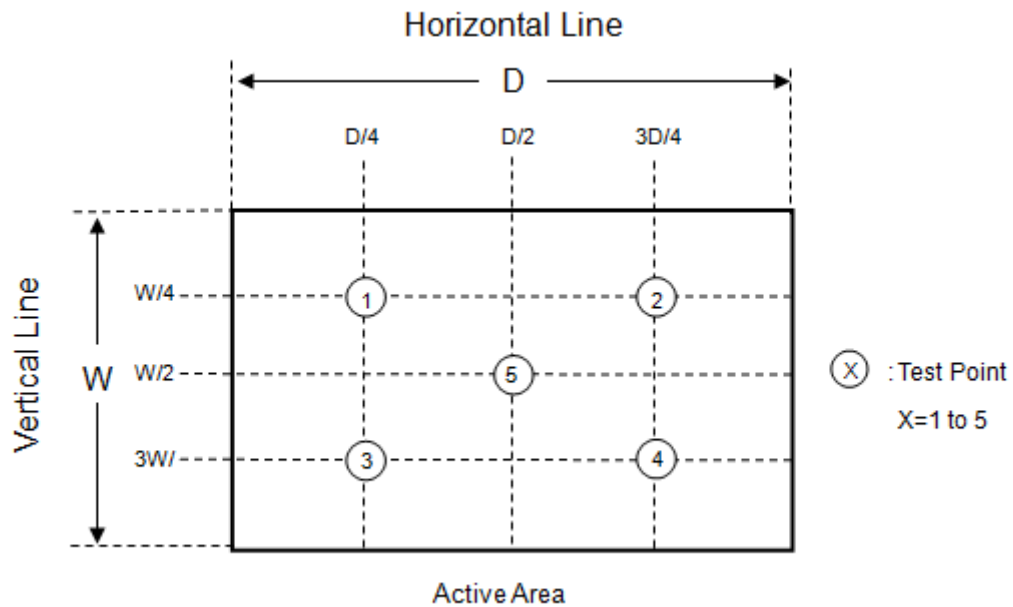 Horizontal Line
D
D/4 D/2 3D/4
W/4
1 2
Vertical Line
W
W/2
5
X : Test Point
X=1 to 5
3W/
3 4
Active Area